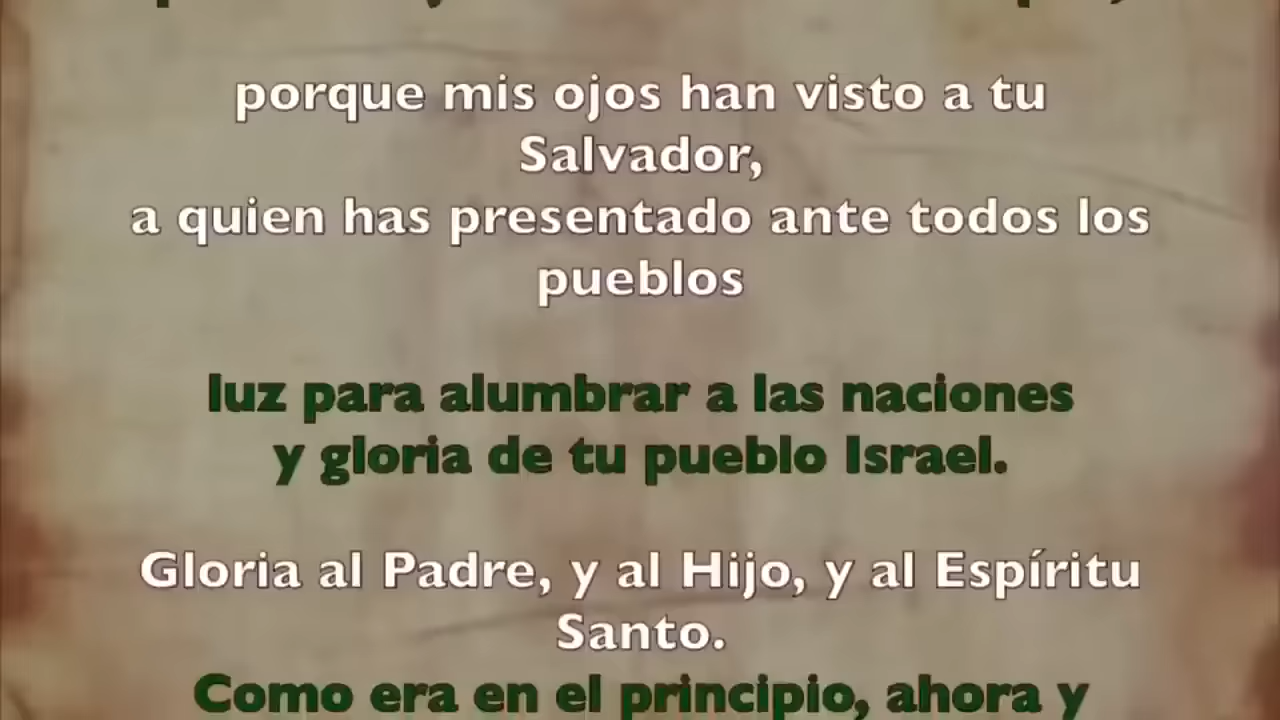 porque mis ojos han visto a tu
Salvador,
a quien has presentado ante todos los
pueblos
luz para alumbrar a las naciones
y gloria de tu pueblo Israel.
Gloria al Padre, y al Hijo, y al Espíritu
Santo.
Como era en el principio, ahora y